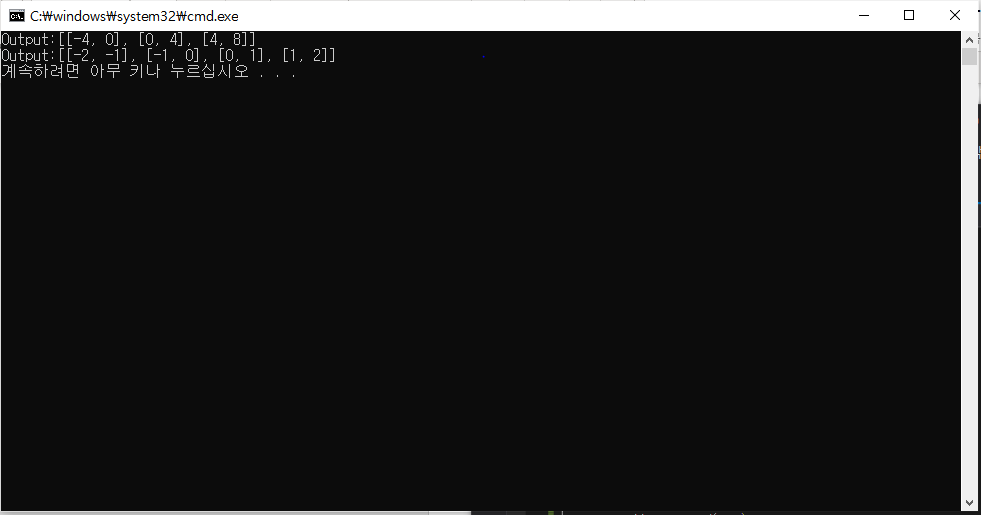 C:₩windows₩system32₩cmd.exe
Output:[[-4, 0], [0, 4], [4, 8]]
Output:[[-2, -1], [-1, 0], [0, 1], [1, 2]]
계속하려면 아무 키나 누르십시오 . . .